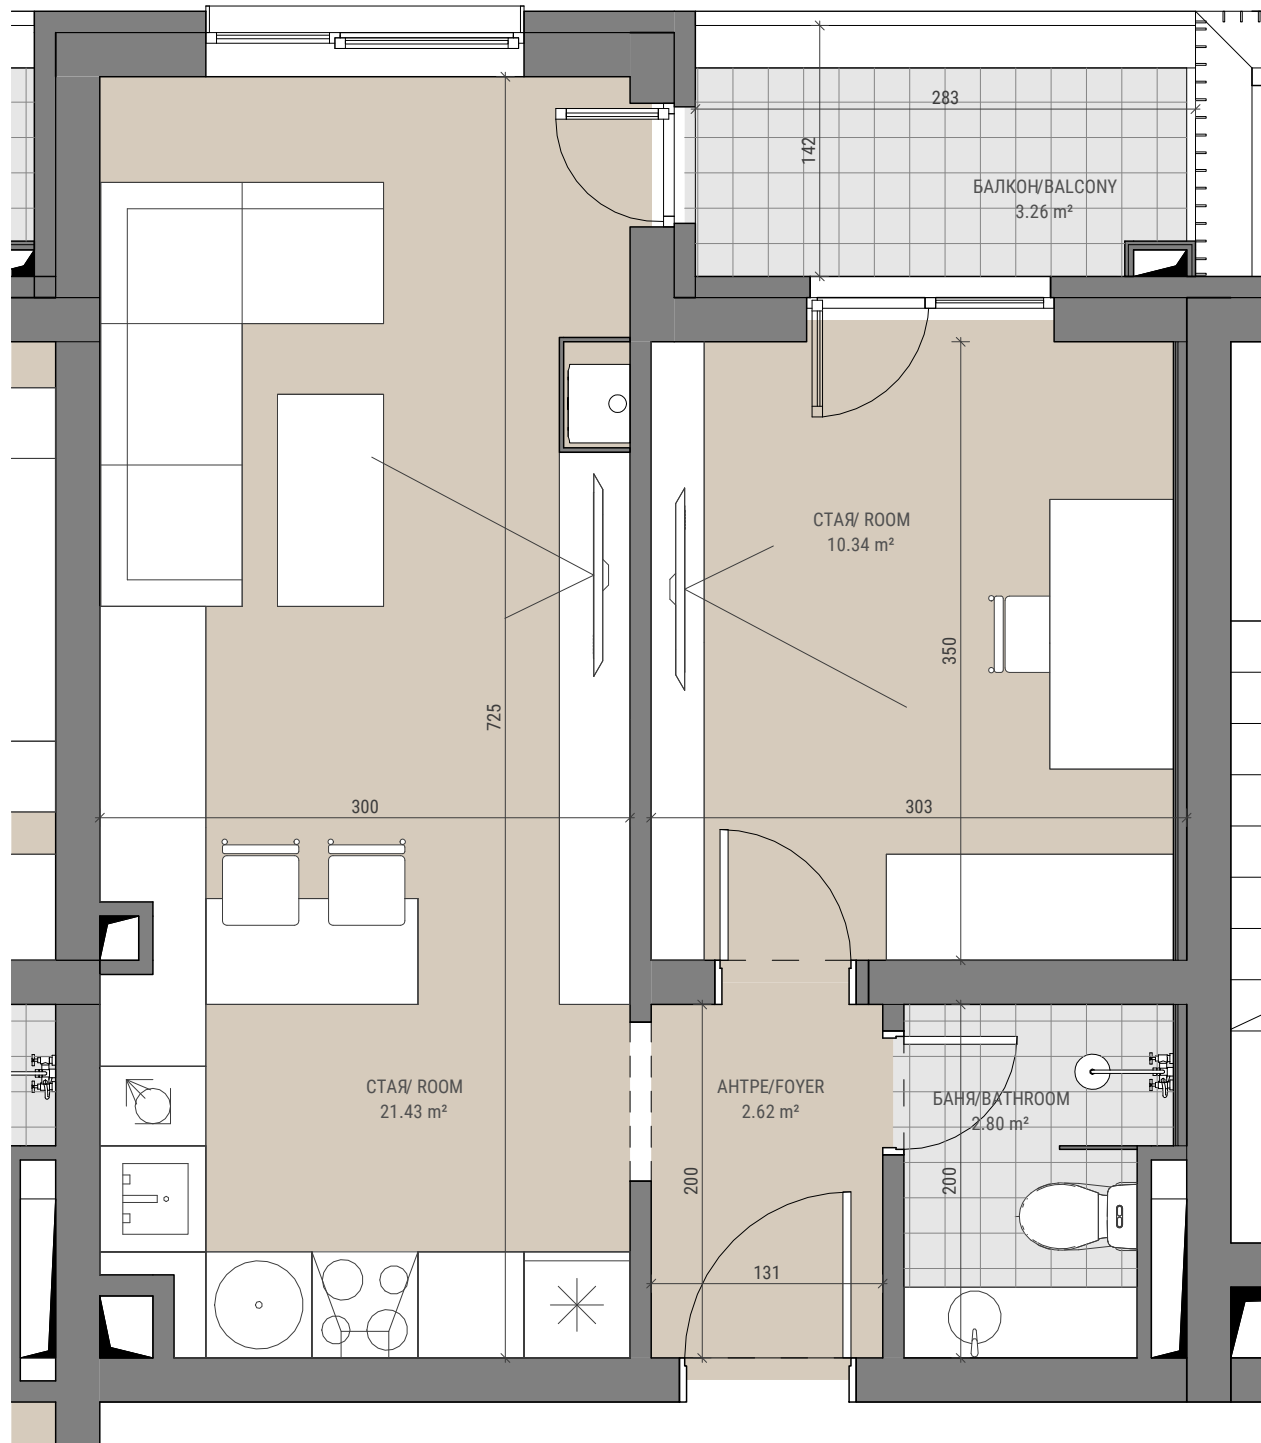 283
142
БАЛКОН/BALCONY
3.26 m²
СТАЯ/ ROOM
10.34 m²
350
725
300
303
СТАЯ/ ROOM
21.43 m²
АНТРЕ/FOYER
2.62 m²
БАНЯ/BATHROOM
2.80 m²
200
200
131